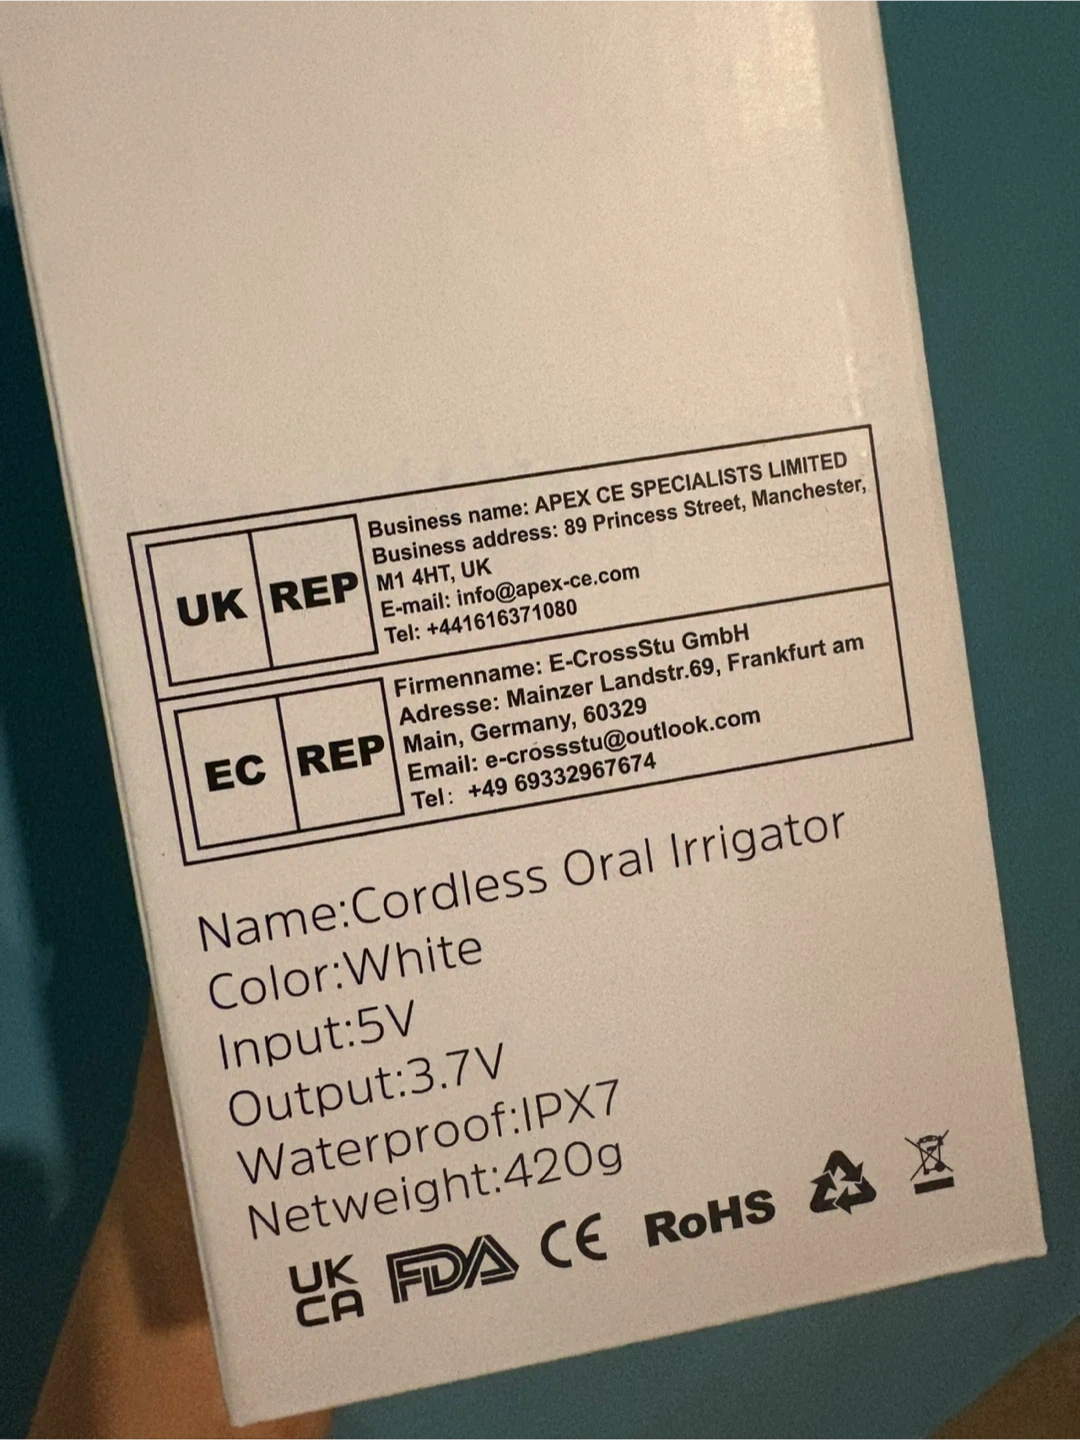 UK REP
Business name: APEX CE SPECIALISTS LIMITED
Business address: 89 Princess Street, Manchester,
M1 4HT, UK
E-mail: info@apex-ce.com
Tel: +441616371080
EC REP
Firmenname: E-CrossStu GmbH
Adresse: Mainzer Landstr.69, Frankfurt am
Main, Germany, 60329
Email: e-crossstu@outlook.com
Tel: +49 69332967674
Name:Cordless Oral Irrigator
Color:White
Input:5V
Output:3.7V
Waterproof:IPX7
Netweight:420g
UK
CA
FDA CE RoHS